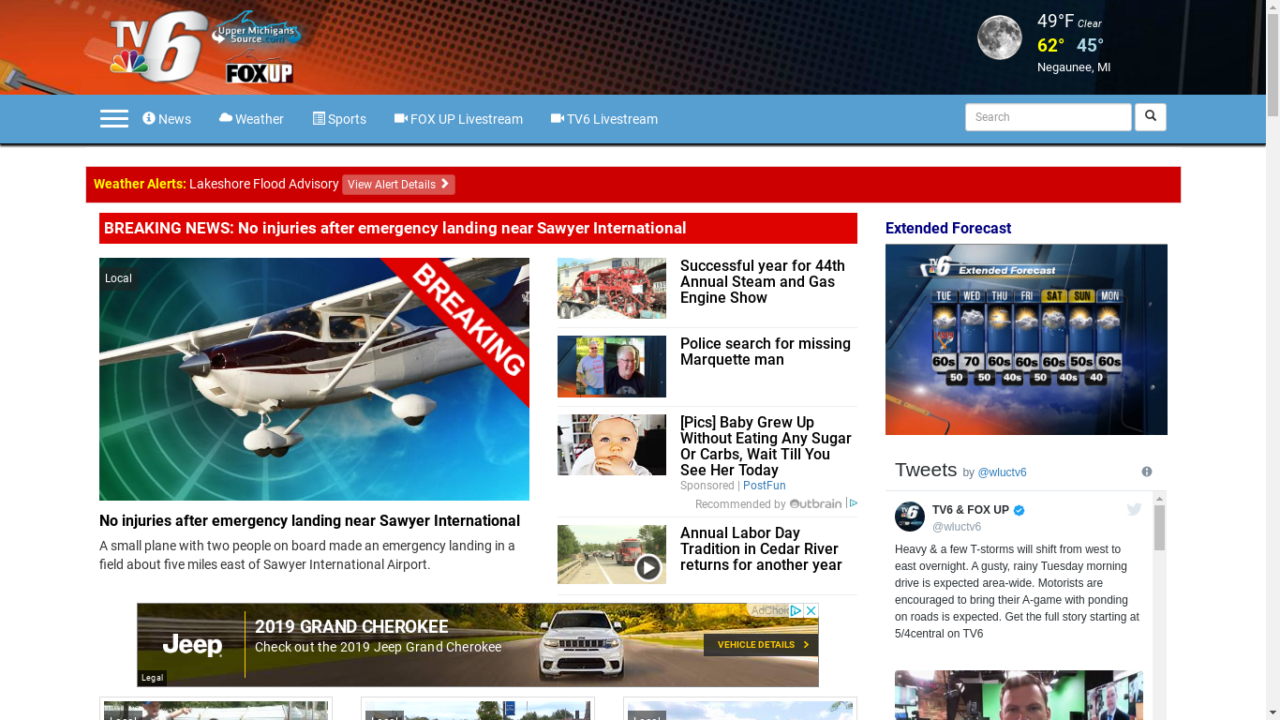 TV6
Upper Michigans
Source.com
FOXUP
49°F Clear
62° 45°
Negaunee, MI
News
Weather
Sports
FOX UP Livestream
TV6 Livestream
Search
Weather Alerts: Lakeshore Flood Advisory View Alert Details
BREAKING NEWS: No injuries after emergency landing near Sawyer International
Local
BREAKING
No injuries after emergency landing near Sawyer International
A small plane with two people on board made an emergency landing in a
field about five miles east of Sawyer International Airport.
Successful year for 44th
Annual Steam and Gas
Engine Show
Police search for missing
Marquette man
[Pics] Baby Grew Up
Without Eating Any Sugar
Or Carbs, Wait Till You
See Her Today
Sponsored | PostFun
Recommended by Outbrain
Annual Labor Day
Tradition in Cedar River
returns for another year
Extended Forecast
TV6 Extended Forecast
TUE WED THU FRI SAT SUN MON
60s 70 60s 60s 60s 50s 60s
50 50 40s 50 40s 40
Tweets by @wluctv6
TV6 & FOX UP
@wluctv6
Heavy & a few T-storms will shift from west to
east overnight. A gusty, rainy Tuesday morning
drive is expected area-wide. Motorists are
encouraged to bring their A-game with ponding
on roads is expected. Get the full story starting at
5/4central on TV6
Jeep
2019 GRAND CHEROKEE
Check out the 2019 Jeep Grand Cherokee
VEHICLE DETAILS
Legal
Local
Local
Local